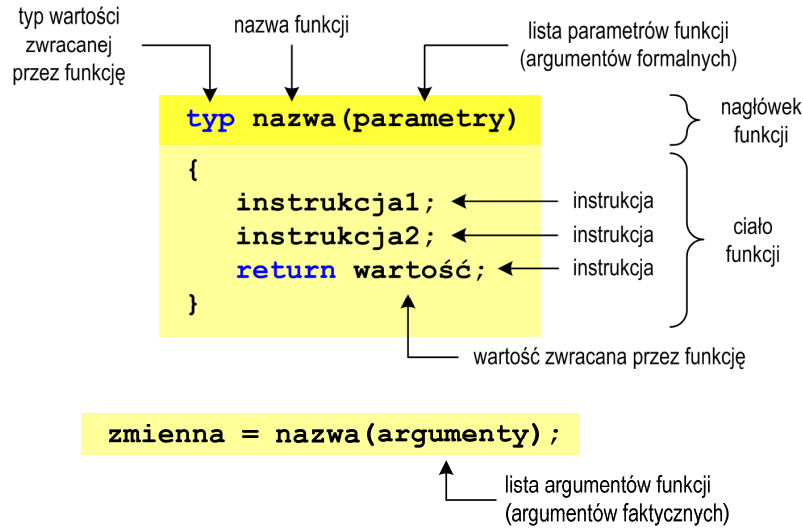 typ wartości
zwracanej
przez funkcję
nazwa funkcji
lista parametrów funkcji
(argumentów formalnych)
typ nazwa(parametry)
nagłówek
funkcji
{
instrukcja1;
instrukcja
instrukcja2;
instrukcja
return wartość;
instrukcja
}
ciało
funkcji
wartość zwracana przez funkcję
zmienna = nazwa(argumenty);
lista argumentów funkcji
(argumentów faktycznych)